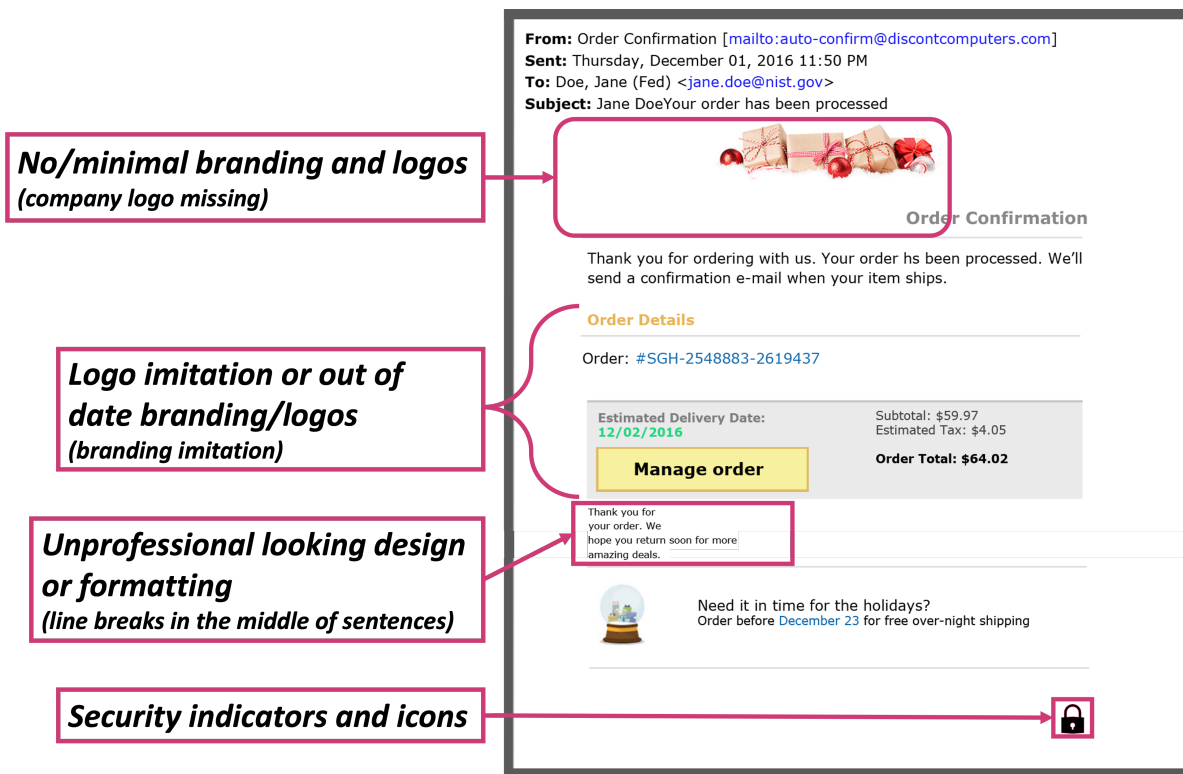 From: Order Confirmation [mailto:auto-confirm@discontcomputers.com]
Sent: Thursday, December 01, 2016 11:50 PM
To: Doe, Jane (Fed) <jane.doe@nist.gov>
Subject: Jane DoeYour order has been processed
No/minimal branding and logos
(company logo missing)
Order Confirmation
Thank you for ordering with us. Your order hs been processed. We’ll
send a confirmation e-mail when your item ships.
Order Details
Order: #SGH-2548883-2619437
Logo imitation or out of
date branding/logos
(branding imitation)
Estimated Delivery Date:
12/02/2016
Manage order
Subtotal: $59.97
Estimated Tax: $4.05
Order Total: $64.02
Unprofessional looking design
or formatting
(line breaks in the middle of sentences)
Thank you for
your order. We
hope you return soon for more
amazing deals.
Need it in time for the holidays?
Order before December 23 for free over-night shipping
Security indicators and icons